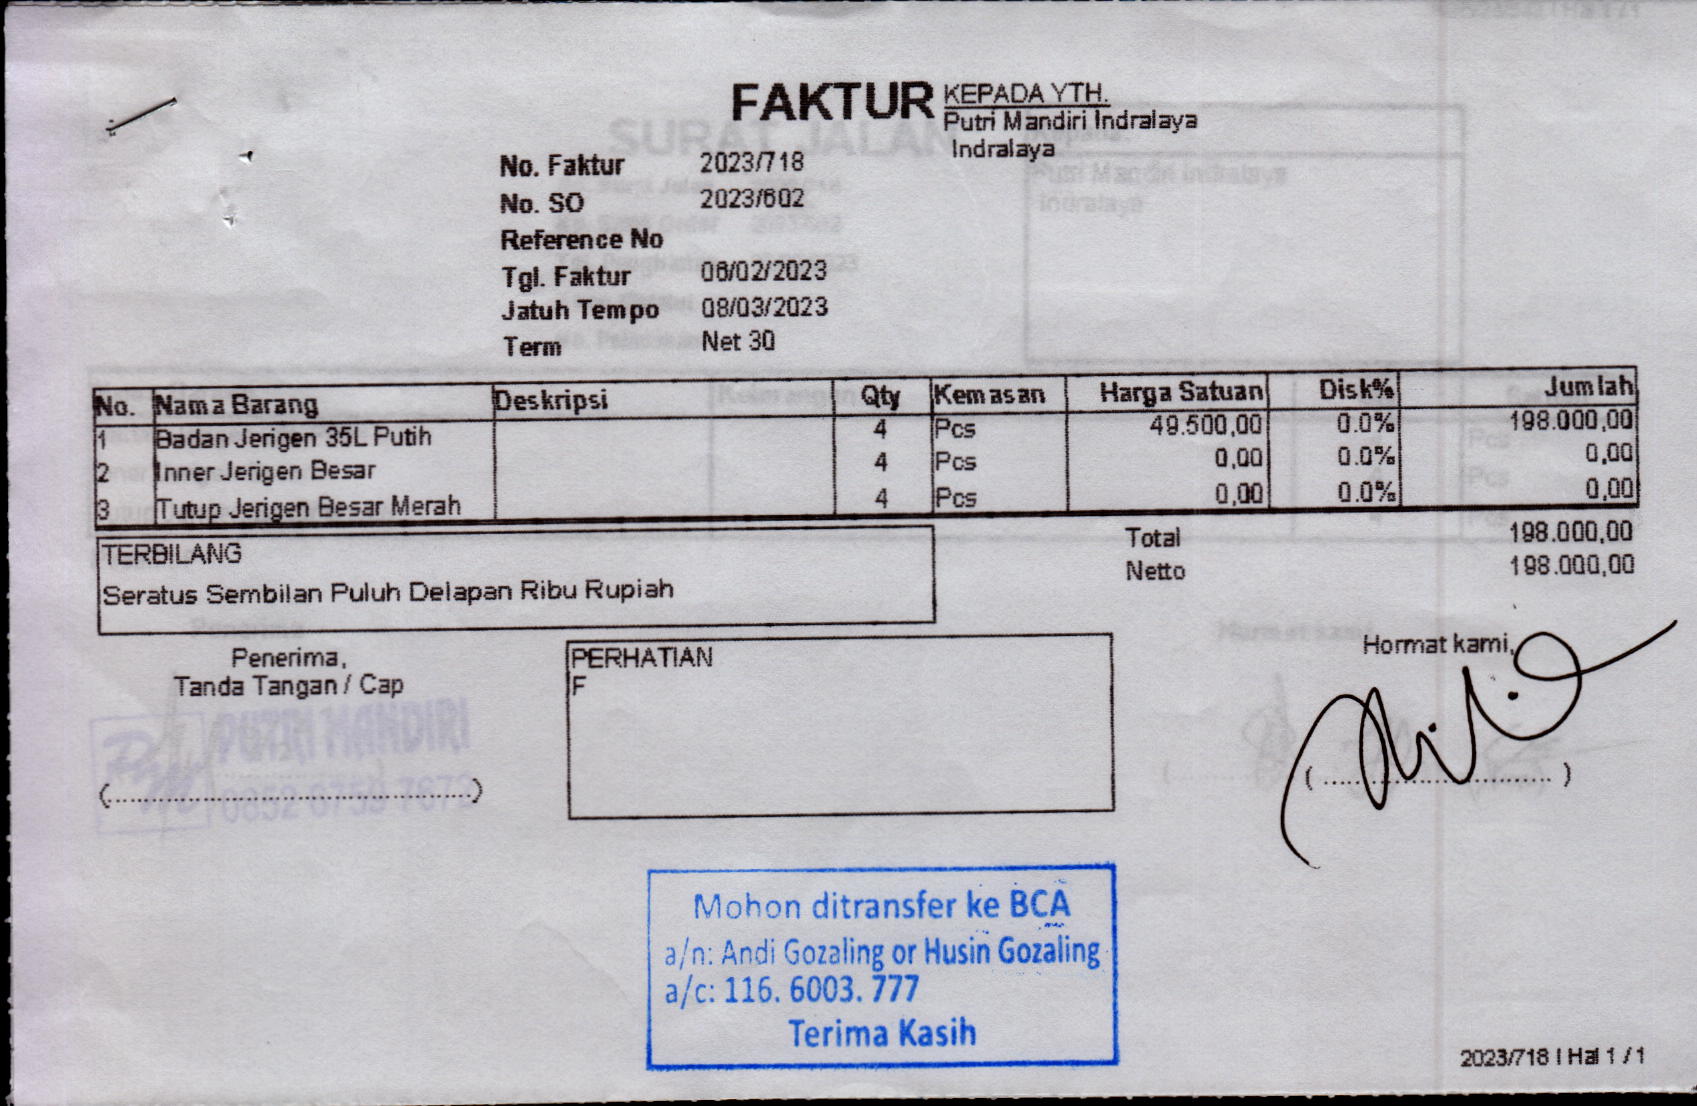 FAKTUR
KEPADA YTH.
Putri Mandiri Indralaya
Indralaya
No. Faktur 2023/718
No. SO 2023/602
Reference No
Tgl. Faktur 06/02/2023
Jatuh Tempo 08/03/2023
Term Net 30
No. Nama Barang Deskripsi Qty Kemasan Harga Satuan Disk% Jumlah
1 Badan Jerigen 35L Putih 4 Pcs 49.500,00 0.0% 198.000,00
2 Inner Jerigen Besar 4 Pcs 0,00 0.0% 0,00
3 Tutup Jerigen Besar Merah 4 Pcs 0,00 0.0% 0,00
Total 198.000,00
Netto 198.000,00
TERBILANG
Seratus Sembilan Puluh Delapan Ribu Rupiah
Penerima,
Tanda Tangan / Cap
PUTRI MANDIRI
PERHATIAN
F
Hormat kami,
Mohon ditransfer ke BCA
a/n: Andi Gozaling or Husin Gozaling
a/c: 116. 6003. 777
Terima Kasih
2023/718 | Hal 1 / 1